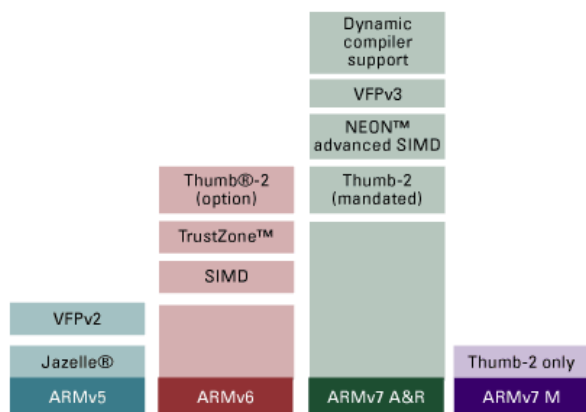 Dynamic
compiler
support
VFPv3
NEON™
advanced SIMD
Thumb®-2
(option)
Thumb-2
(mandated)
TrustZone™
SIMD
VFPv2
Jazelle®
Thumb-2 only
ARMv5
ARMv6
ARMv7 A&R
ARMv7 M